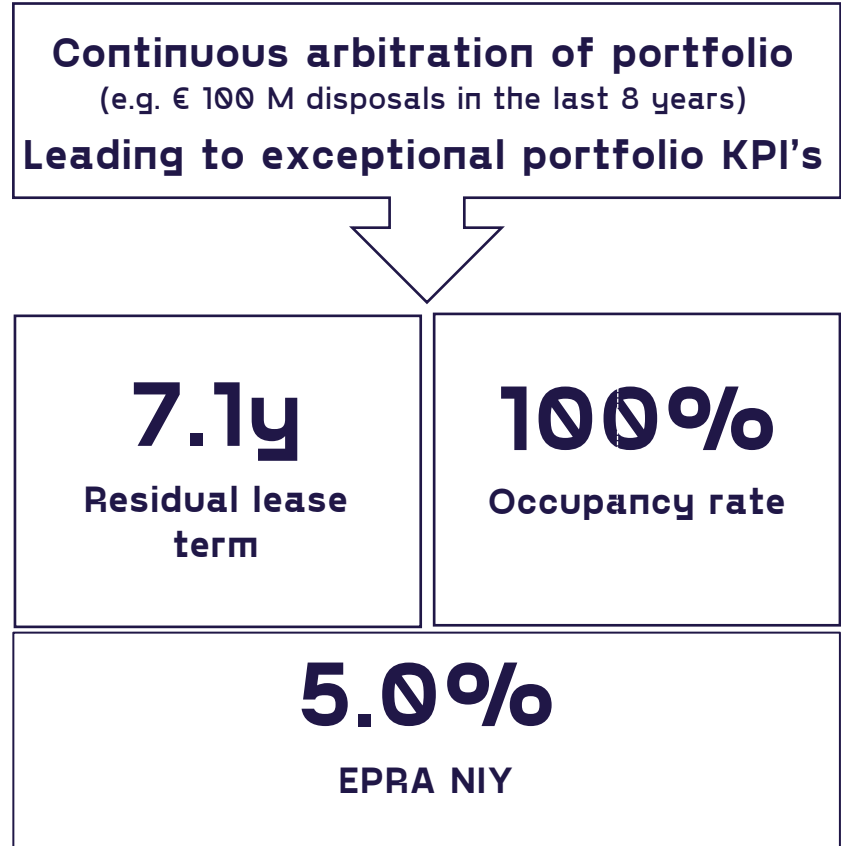 Continuous arbitration of portfolio
(e.g. € 100 M disposals in the last 8 years)
Leading to exceptional portfolio KPI's
7.1y
Residual lease
term
100%
Occupancy rate
5.0%
EPRA NIY